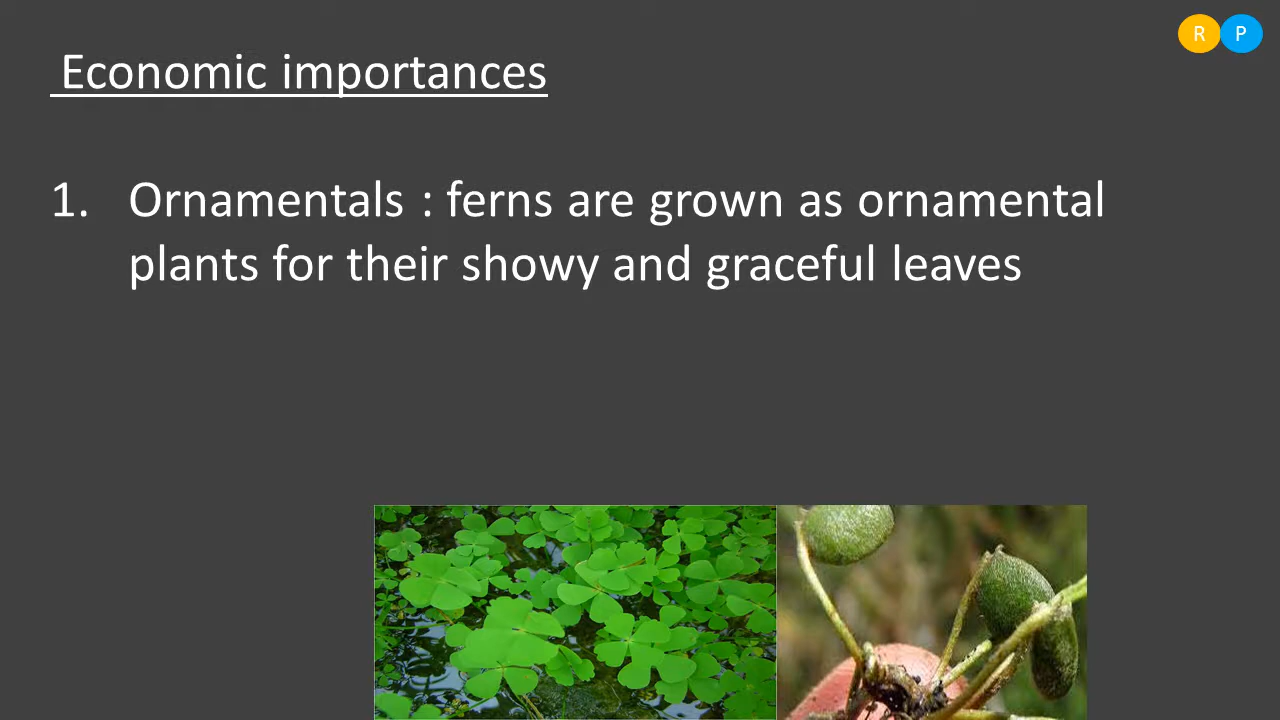 R P
Economic importances
1. Ornamentals : ferns are grown as ornamental
plants for their showy and graceful leaves